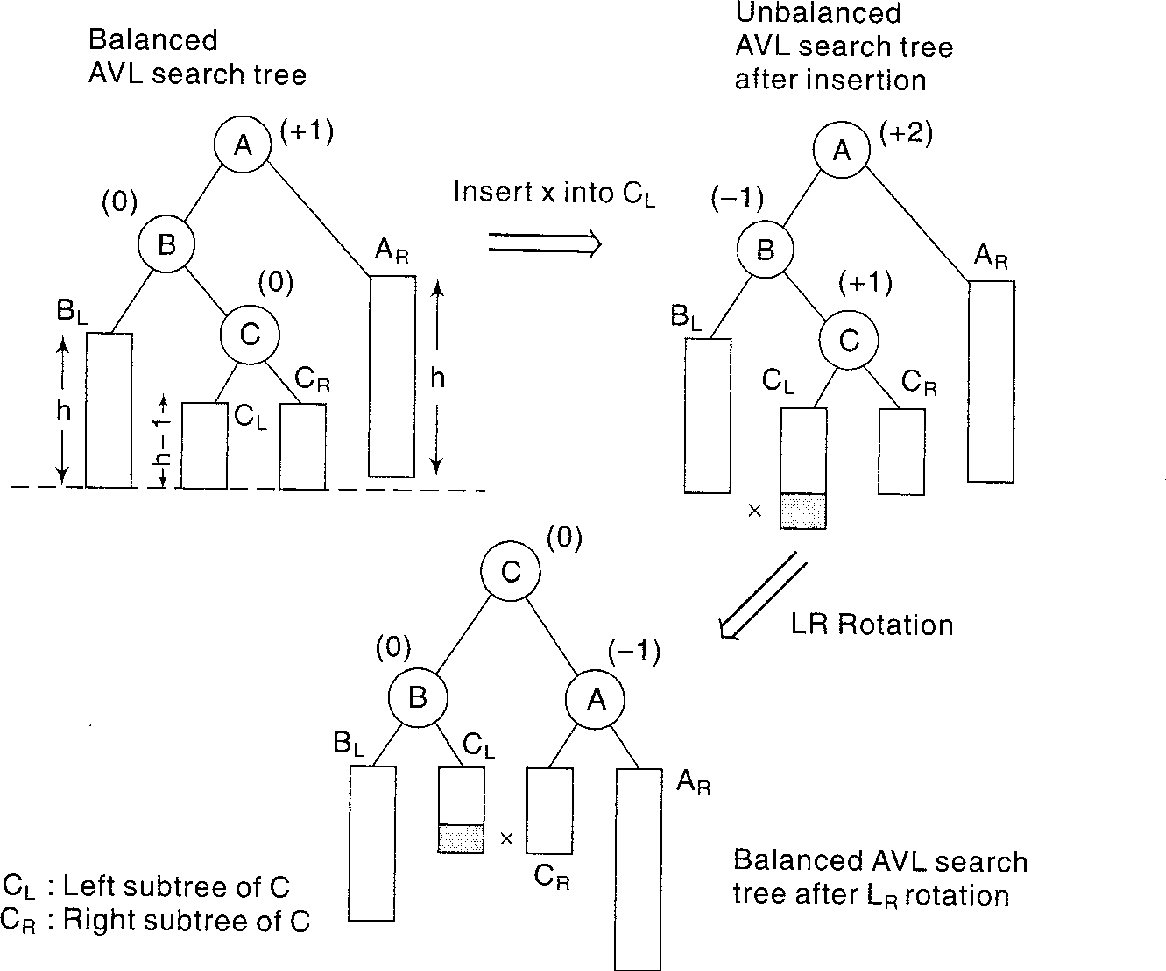 Balanced
AVL search tree
A
(+1)
(0)
B
A_R
(0)
B_L
C
C_R
h
h
C_L
h-1
Insert x into C_L
Unbalanced
AVL search tree
after insertion
A
(+2)
(-1)
B
A_R
(+1)
B_L
C
C_L
C_R
x
LR Rotation
C
(0)
(0)
(-1)
B
A
B_L
C_L
A_R
x
C_R
C_L : Left subtree of C
C_R : Right subtree of C
Balanced AVL search
tree after L_R rotation